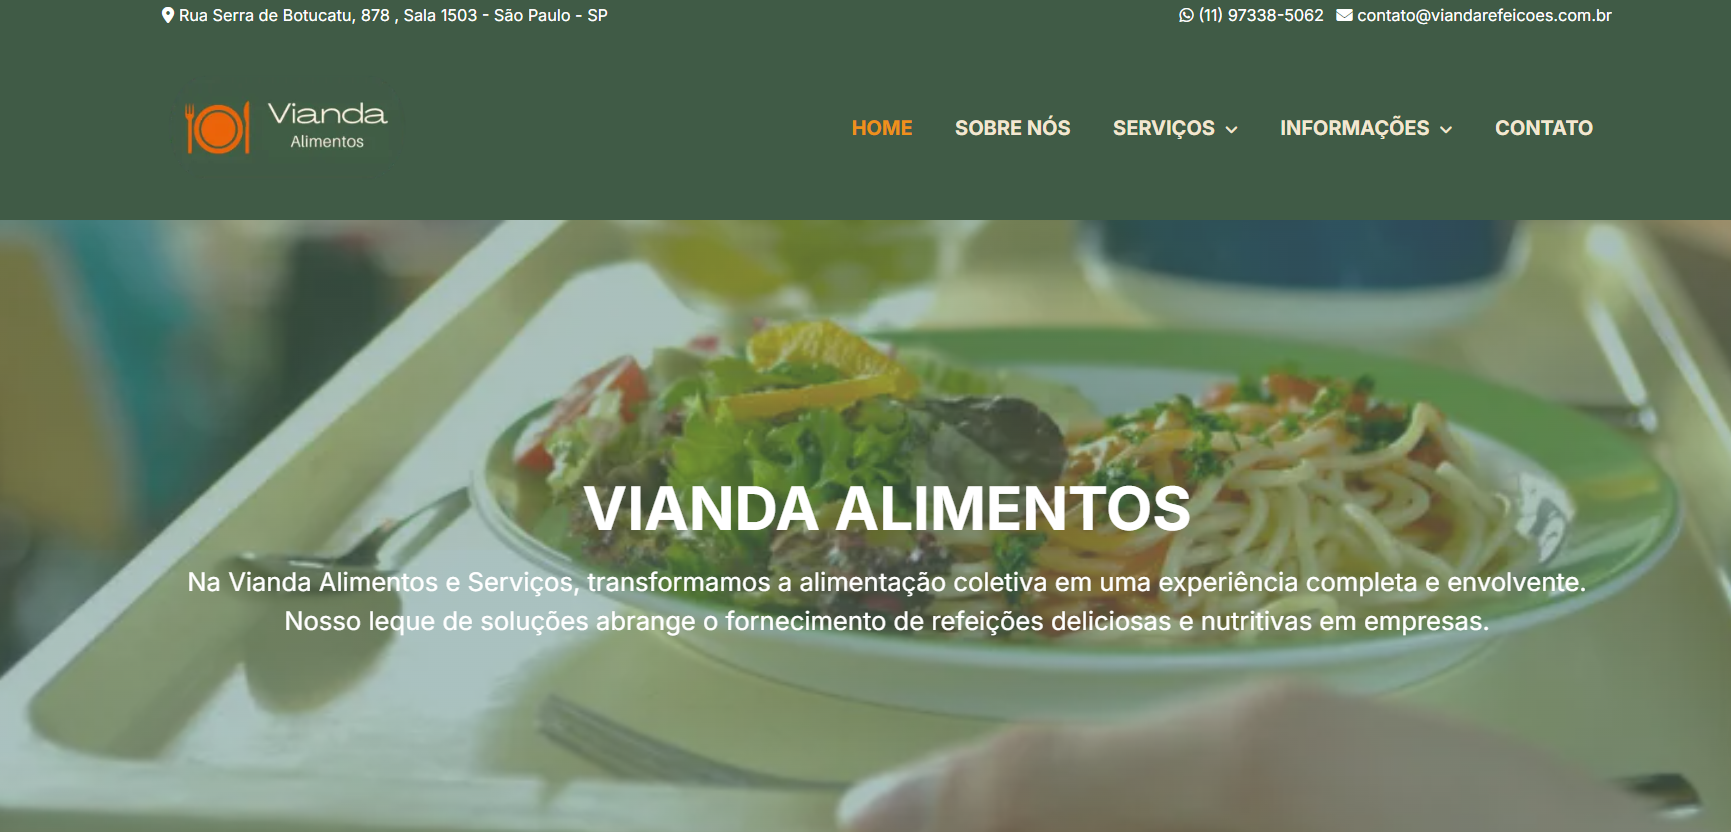 Rua Serra de Botucatu, 878 , Sala 1503 - São Paulo - SP
(11) 97338-5062 contato@viandarefeicoes.com.br
Vianda
Alimentos
HOME SOBRE NÓS SERVIÇOS INFORMAÇÕES CONTATO
VIANDA ALIMENTOS
Na Vianda Alimentos e Serviços, transformamos a alimentação coletiva em uma experiência completa e envolvente.
Nosso leque de soluções abrange o fornecimento de refeições deliciosas e nutritivas em empresas.